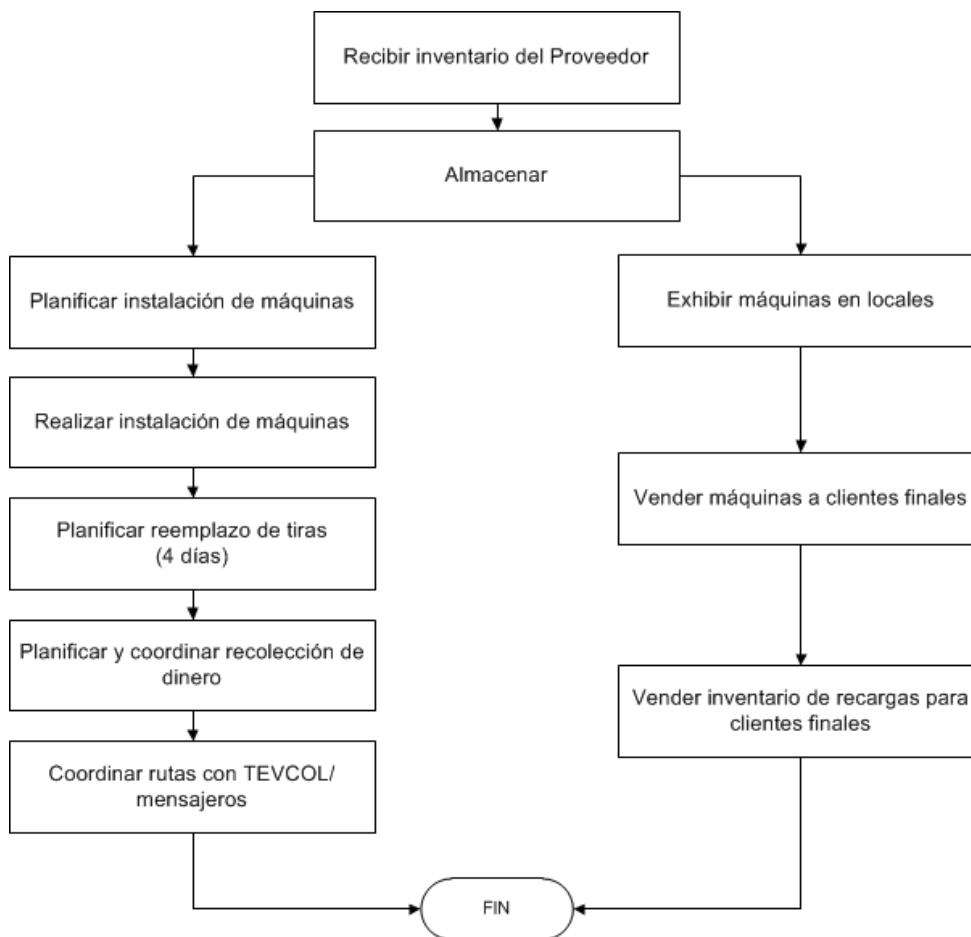 Recibir inventario del Proveedor
Almacenar
Planificar instalación de máquinas
Realizar instalación de máquinas
Planificar reemplazo de tiras
(4 días)
Planificar y coordinar recolección de
dinero
Coordinar rutas con TEVCOL/
mensajeros
Exhibir máquinas en locales
Vender máquinas a clientes finales
Vender inventario de recargas para
clientes finales
FIN